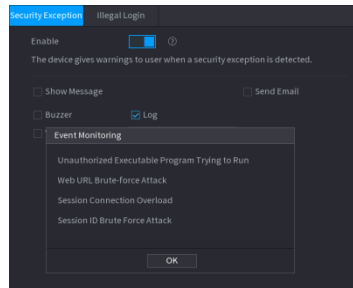 Security Exception
Illegal Login
Enable
The device gives warnings to user when a security exception is detected.
Show Message
Send Email
Buzzer
Log
Event Monitoring
Unauthorized Executable Program Trying to Run
Web URL Brute-force Attack
Session Connection Overload
Session ID Brute Force Attack
OK